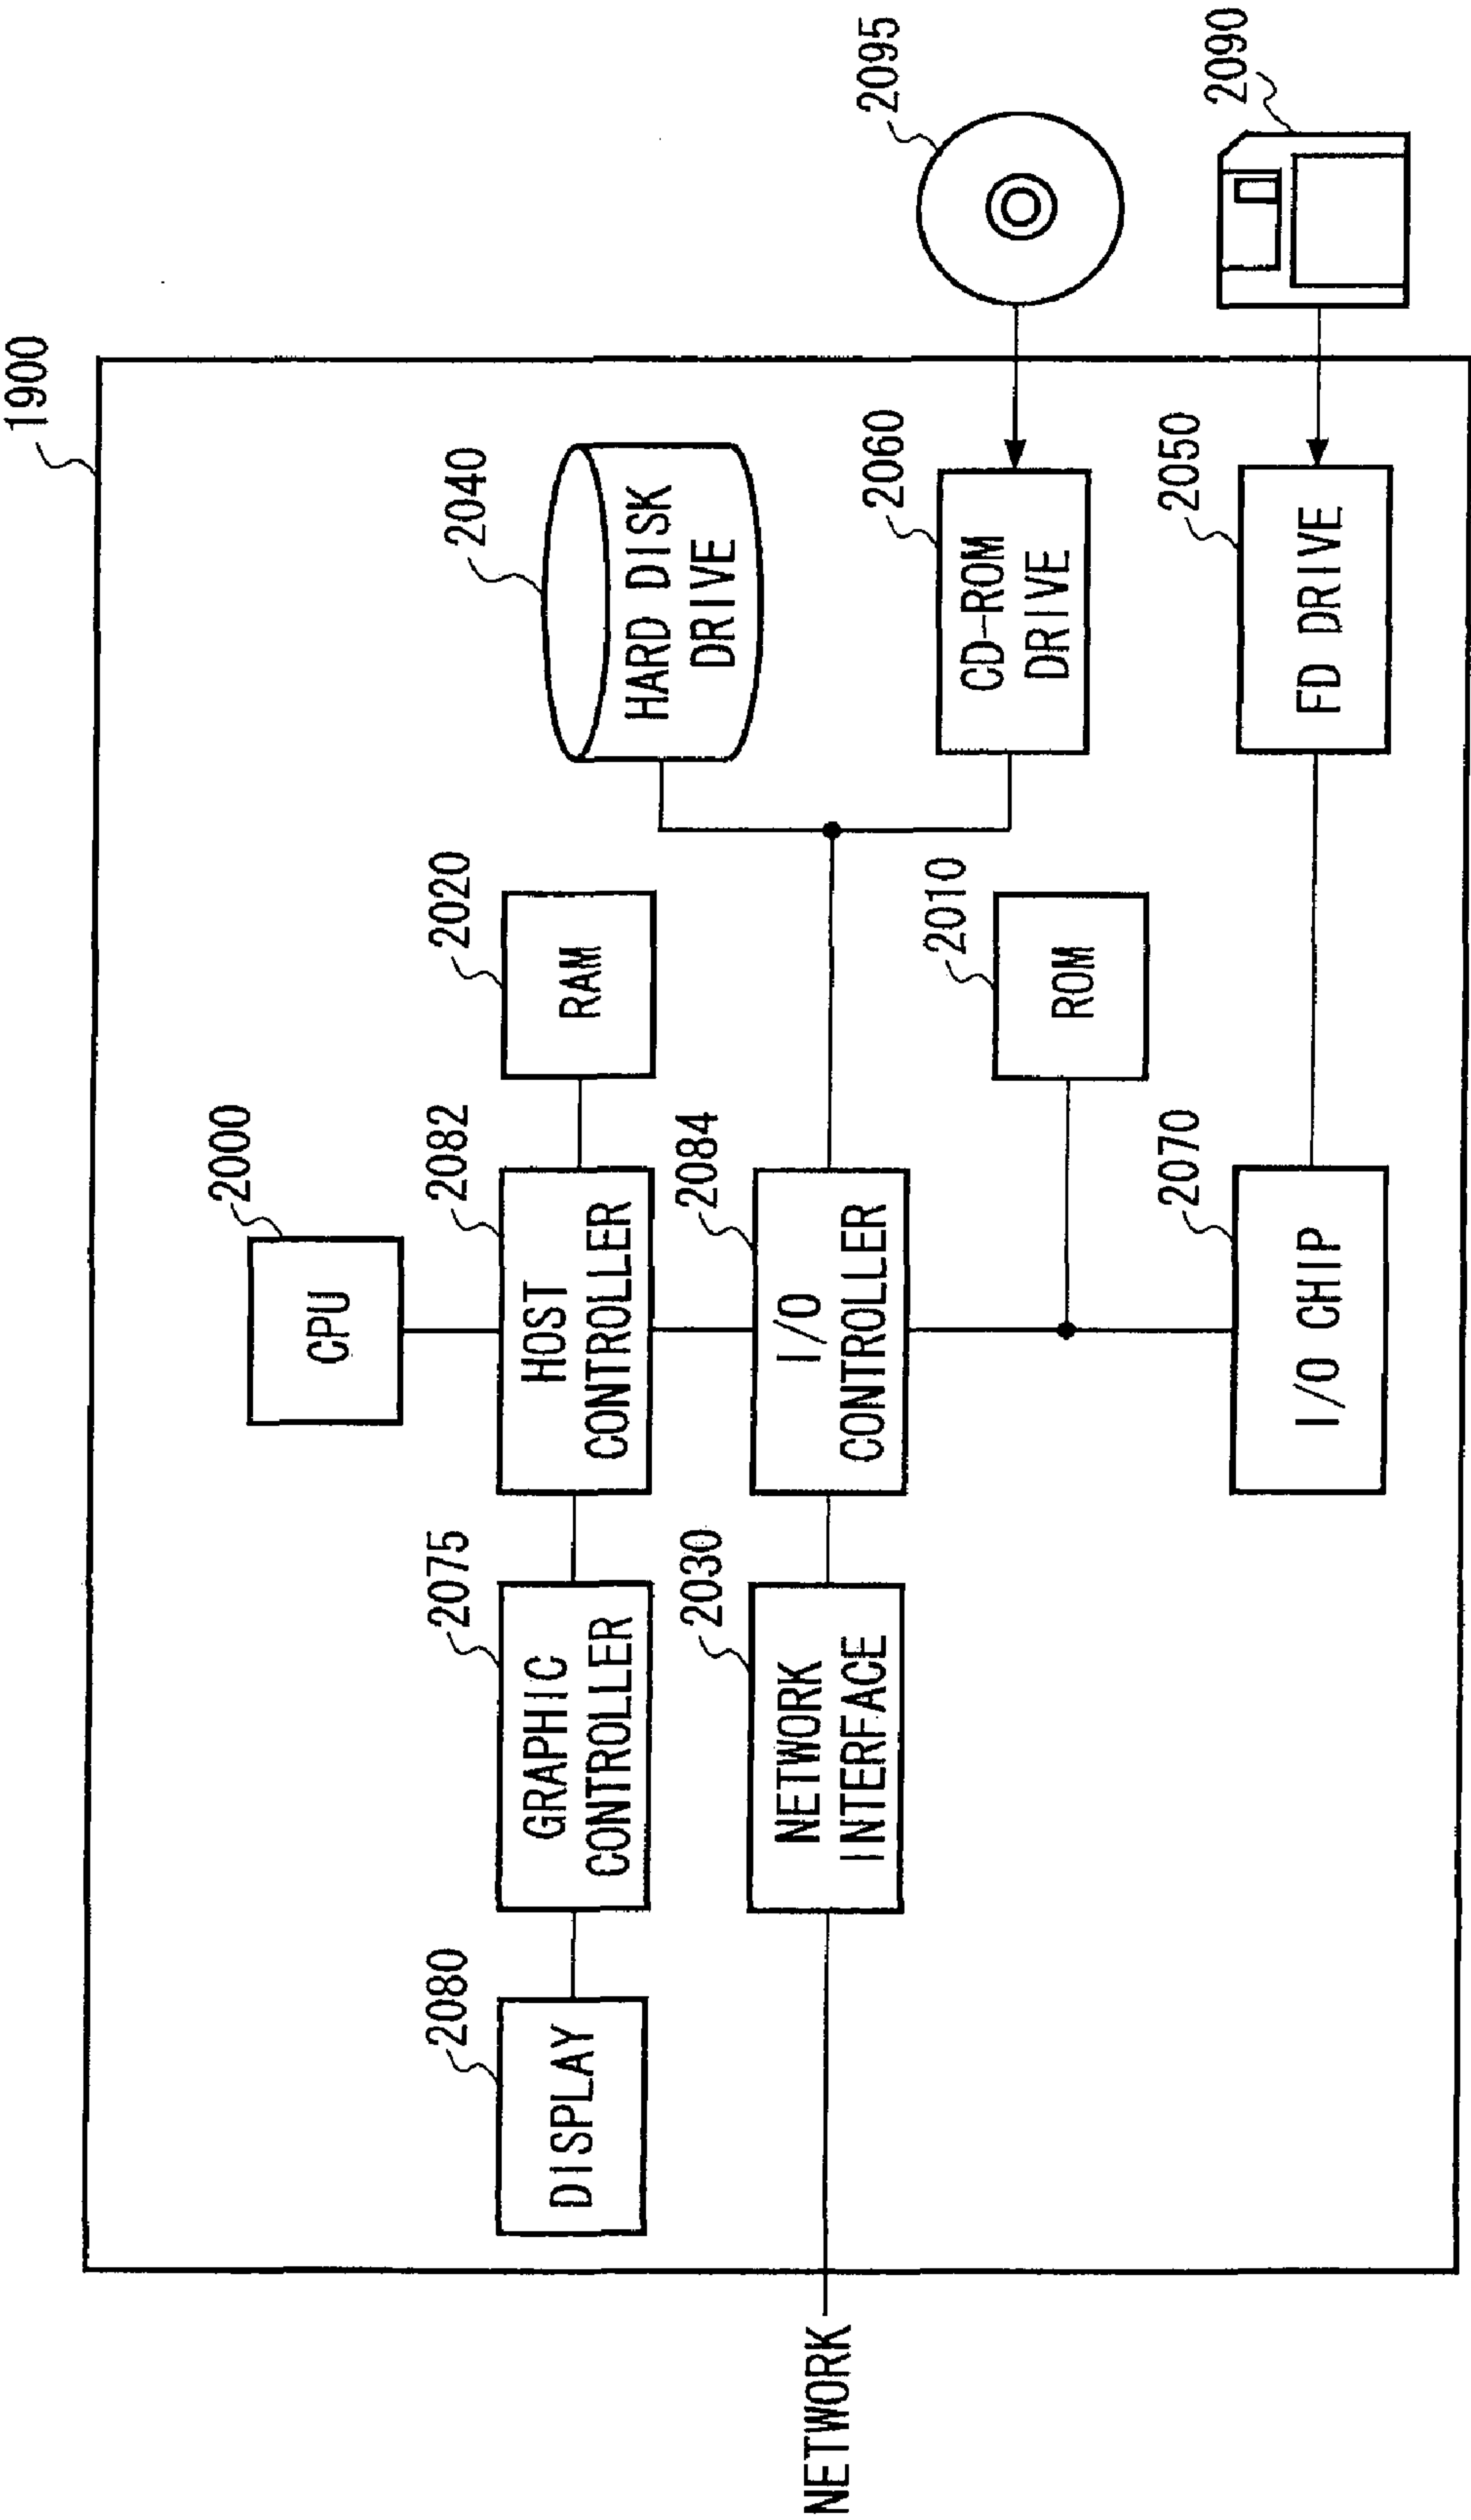 1900
2000
CPU
2080
DISPLAY
2075
GRAPHIC
CONTROLLER
2082
HOST
CONTROLLER
2020
RAM
2040
HARD DISK
DRIVE
NETWORK
2030
NETWORK
INTERFACE
2084
I/O
CONTROLLER
2010
ROM
2060
CD-ROM
DRIVE
2095
2070
I/O CHIP
2050
FD DRIVE
2090